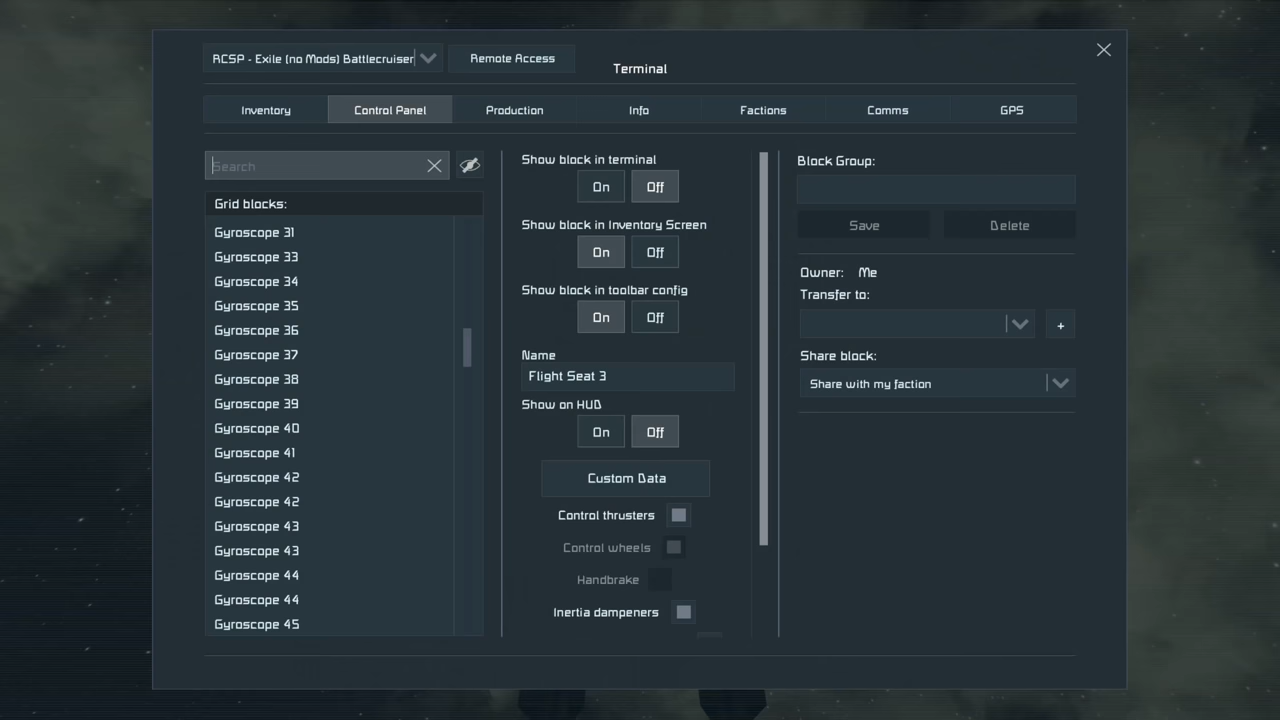 RCSP - Exile (no Mods) Battlecruiser
Remote Access
Terminal
Inventory
Control Panel
Production
Info
Factions
Comms
GPS
Search
Grid blocks:
Gyroscope 31
Gyroscope 33
Gyroscope 34
Gyroscope 35
Gyroscope 36
Gyroscope 37
Gyroscope 38
Gyroscope 39
Gyroscope 40
Gyroscope 41
Gyroscope 42
Gyroscope 42
Gyroscope 43
Gyroscope 43
Gyroscope 44
Gyroscope 44
Gyroscope 45
Show block in terminal
On Off
Show block in Inventory Screen
On Off
Show block in toolbar config
On Off
Name
Flight Seat 3
Show on HUD
On Off
Custom Data
Control thrusters
Control wheels
Handbrake
Inertia dampeners
Block Group:
Save Delete
Owner: Me
Transfer to:
+
Share block:
Share with my faction